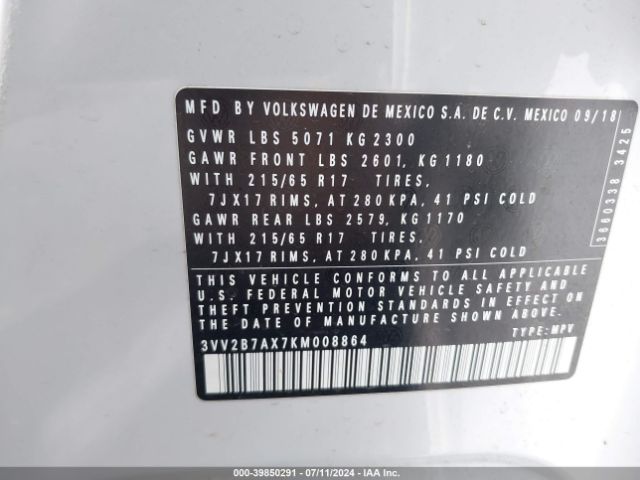 MFD BY VOLKSWAGEN DE MEXICO S.A. DE C.V. MEXICO 09/18
GVWR LBS 5071 KG 2300
GAWR FRONT LBS 2601, KG 1180
WITH 215/65 R17 TIRES,
7JX17 RIMS, AT 280 KPA, 41 PSI COLD
GAWR REAR LBS 2579, KG 1170
WITH 215/65 R17 TIRES,
7JX17 RIMS, AT 280 KPA, 41 PSI COLD
THIS VEHICLE CONFORMS TO ALL APPLICABLE
U.S. FEDERAL MOTOR VEHICLE SAFETY AND
THEFT PREVENTION STANDARDS IN EFFECT ON
THE DATE OF MANUFACTURE SHOWN ABOVE.
3VV2B7AX7KM008864 TYPE: MPV
3660338 3425
000-39850291 - 07/11/2024 - IAA Inc.